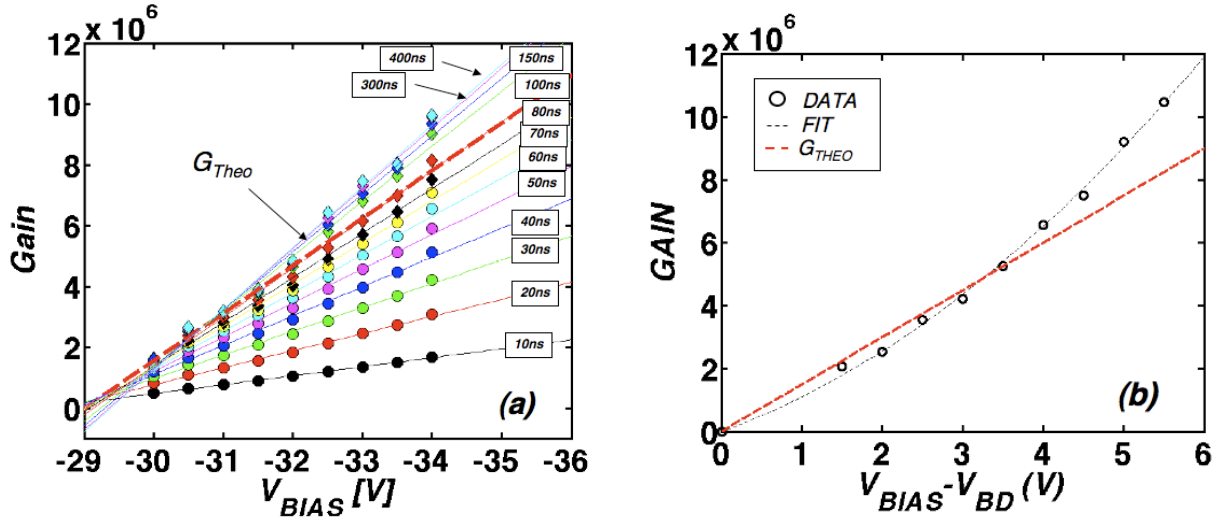 x 10^6
12
10
8
6
4
2
0
Gain
-29 -30 -31 -32 -33 -34 -35 -36
V_BIAS [V]
G_Theo
400ns
300ns
150ns
100ns
80ns
70ns
60ns
50ns
40ns
30ns
20ns
10ns
(a)
x 10^6
12
10
8
6
4
2
0
GAIN
0 1 2 3 4 5 6
V_BIAS-V_BD (V)
DATA
FIT
G_THEO
(b)